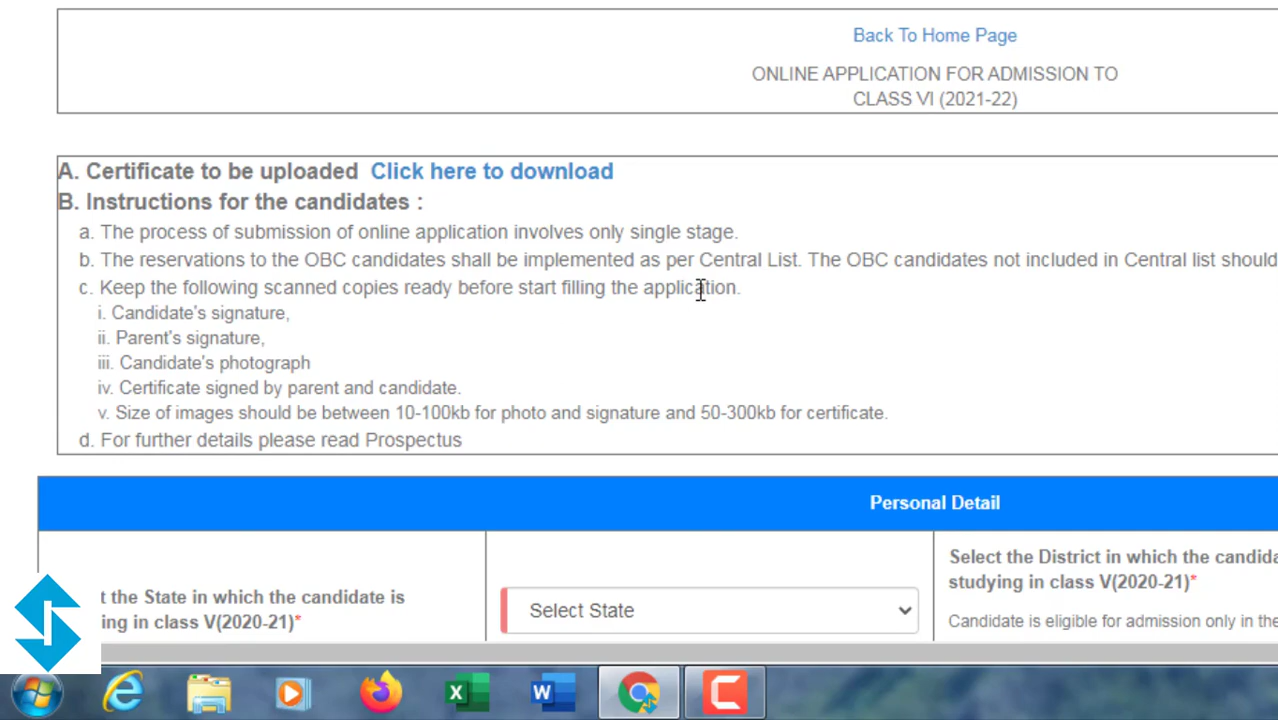 Back To Home Page
ONLINE APPLICATION FOR ADMISSION TO
CLASS VI (2021-22)
A. Certificate to be uploaded Click here to download
B. Instructions for the candidates :
a. The process of submission of online application involves only single stage.
b. The reservations to the OBC candidates shall be implemented as per Central List. The OBC candidates not included in Central list should
c. Keep the following scanned copies ready before start filling the application.
i. Candidate's signature,
ii. Parent's signature,
iii. Candidate's photograph
iv. Certificate signed by parent and candidate.
v. Size of images should be between 10-100kb for photo and signature and 50-300kb for certificate.
d. For further details please read Prospectus
Personal Detail
t the State in which the candidate is
ing in class V(2020-21)*
Select State
Select the District in which the candida
studying in class V(2020-21)*
Candidate is eligible for admission only in the